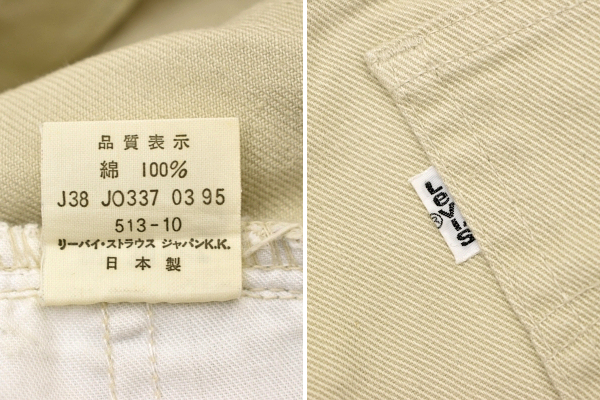 品質表示
綿 100%
J38 J0337 03 95
513-10
リーバイ・ストラウス ジャパンK.K.
日本製
Levi's
®